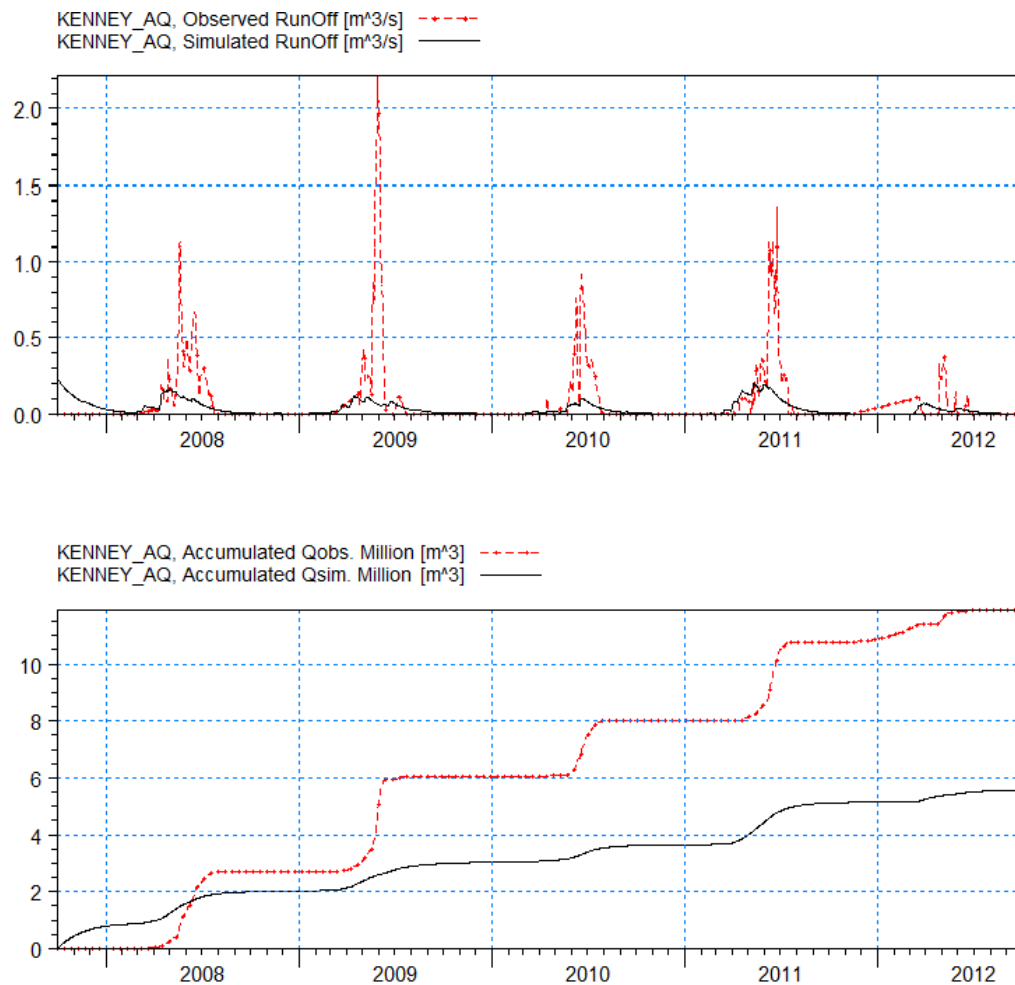 KENNEY_AQ, Observed RunOff [m^3/s]
KENNEY_AQ, Simulated RunOff [m^3/s]
2.0
1.5
1.0
0.5
0.0
2008 2009 2010 2011 2012
KENNEY_AQ, Accumulated Qobs. Million [m^3]
KENNEY_AQ, Accumulated Qsim. Million [m^3]
10
8
6
4
2
0
2008 2009 2010 2011 2012